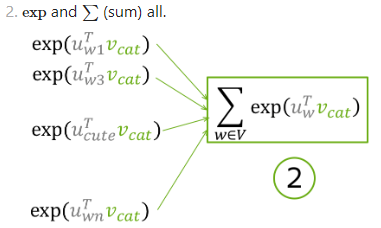 2. exp and ∑ (sum) all.
exp(u_{w1}^T v_{cat})
exp(u_{w3}^T v_{cat})
exp(u_{cute}^T v_{cat})
exp(u_{wn}^T v_{cat})
∑_{w∈V} exp(u_w^T v_{cat})
2